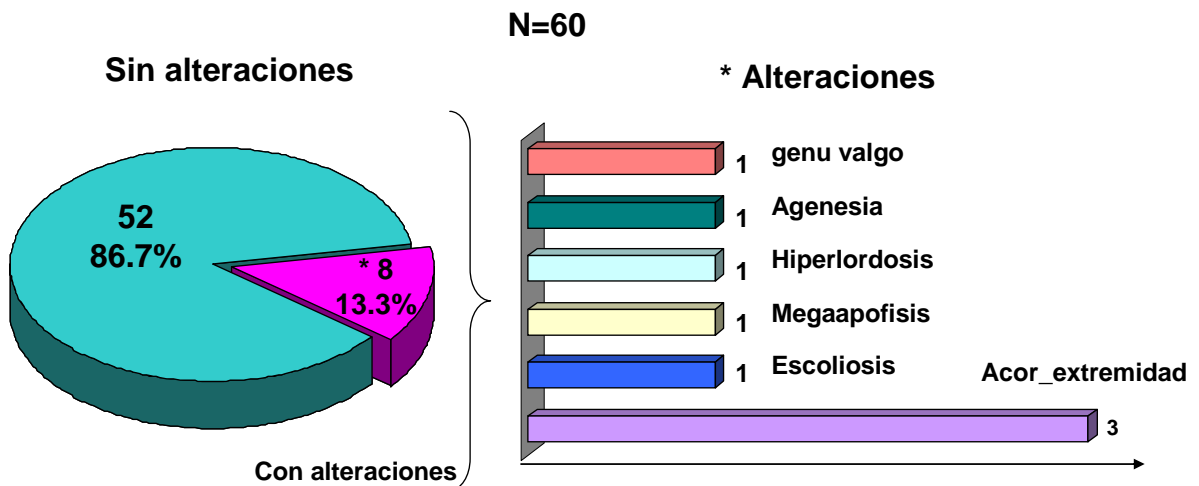 N=60
Sin alteraciones
52
86.7%
* 8
13.3%
Con alteraciones
* Alteraciones
1 genu valgo
1 Agenesia
1 Hiperlordosis
1 Megaapofisis
1 Escoliosis
Acor_extremidad
3